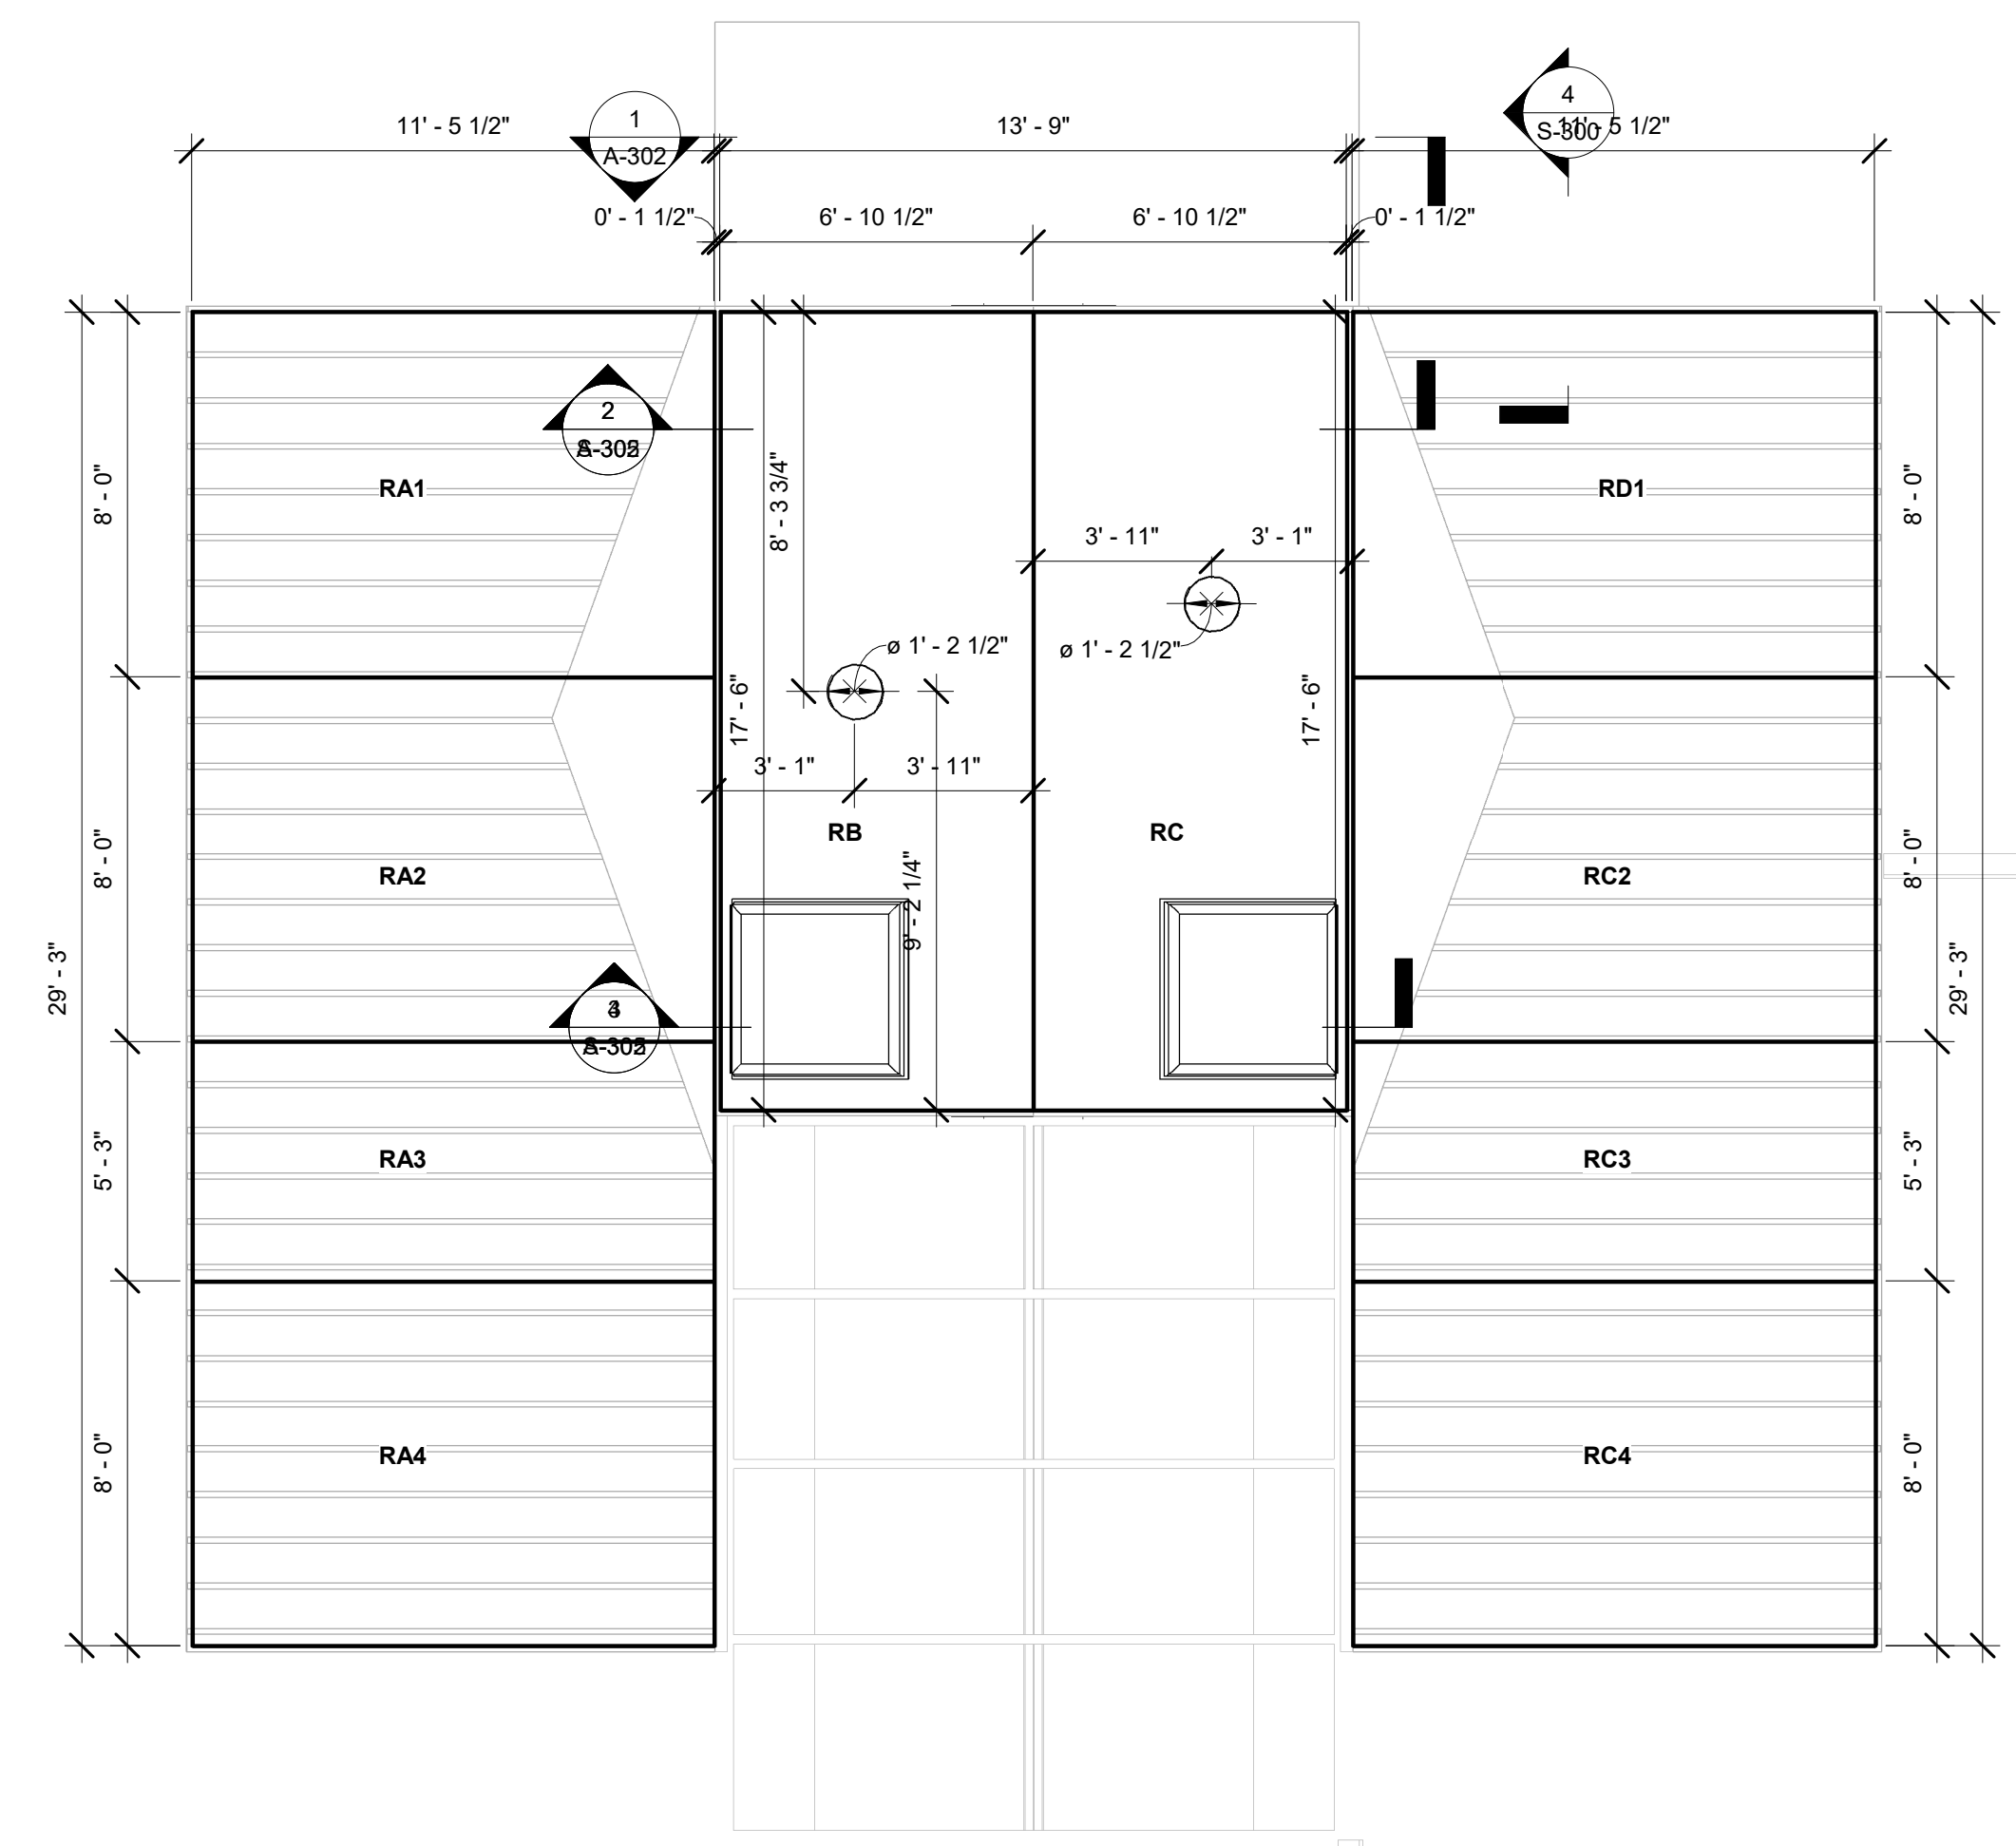 1
A-302
4
S-300
11' - 5 1/2"
13' - 9"
11' - 5 1/2"
0' - 1 1/2"
6' - 10 1/2"
6' - 10 1/2"
0' - 1 1/2"
2
8' - 0"
RA1
8' - 3 3/4"
RD1
8' - 0"
3' - 11"
3' - 1"
ø 1' - 2 1/2"
ø 1' - 2 1/2"
17' - 6"
17' - 6"
3' - 1"
3' - 11"
RB
RC
8' - 0"
RA2
9' - 2 1/4"
RC2
8' - 0"
29' - 3"
29' - 3"
5' - 3"
RA3
RC3
5' - 3"
8' - 0"
RA4
RC4
8' - 0"